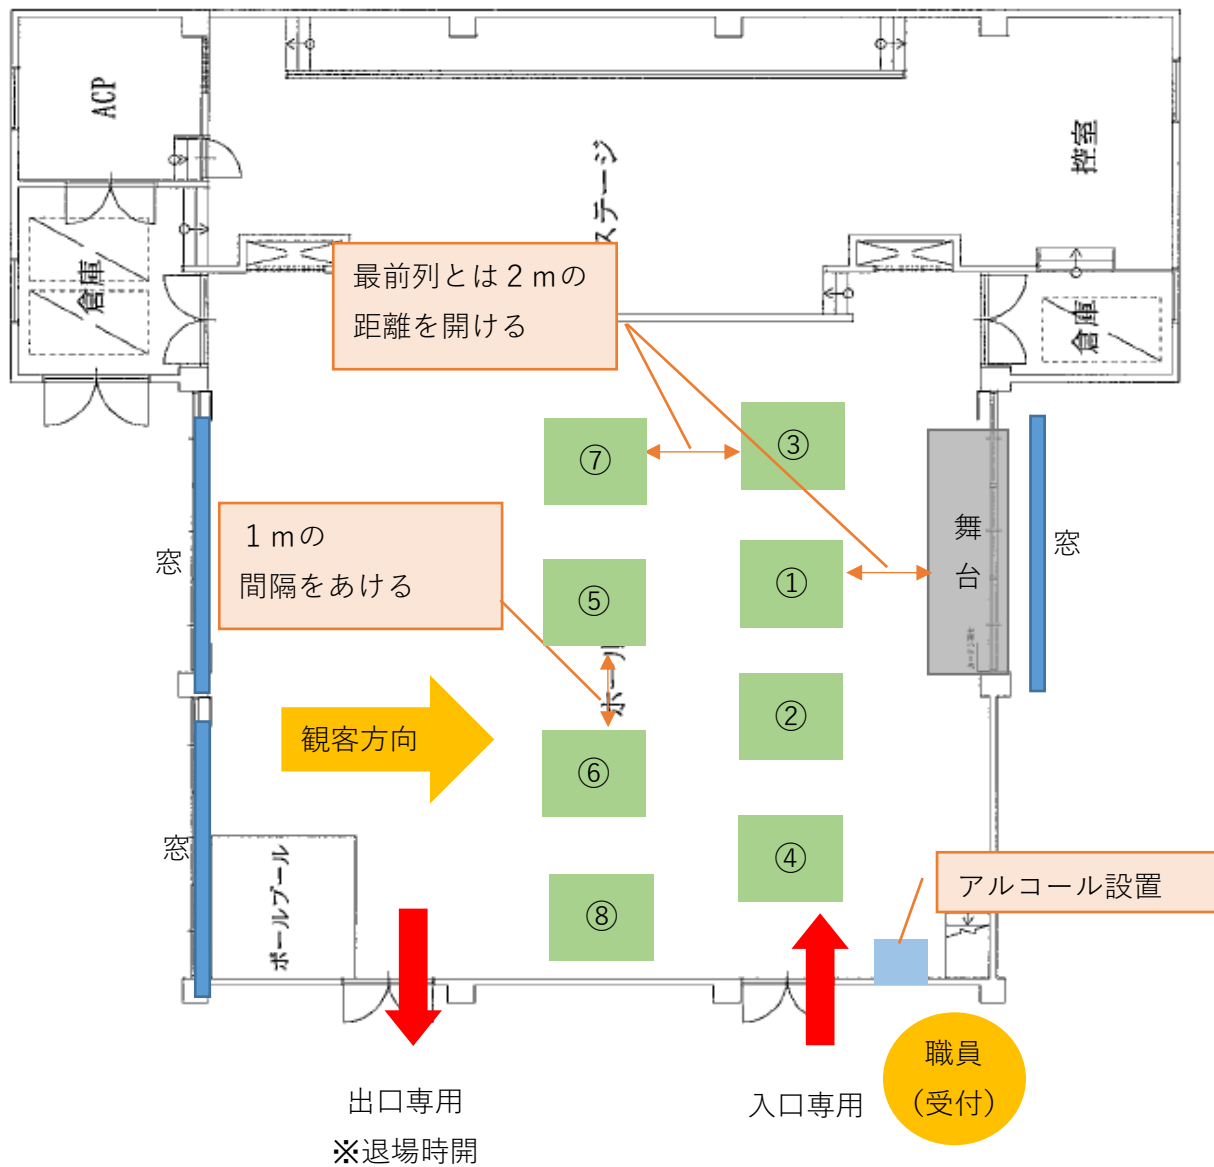 ACP
控室
ステージ
倉庫
倉庫
最前列とは２ｍの
距離を開ける
⑦
③
１ｍの
間隔をあける
窓
舞
台
窓
⑤
①
ホール
②
観客方向
⑥
窓
④
ボールプール
アルコール設置
⑧
職員
（受付）
出口専用
※退場時開
入口専用